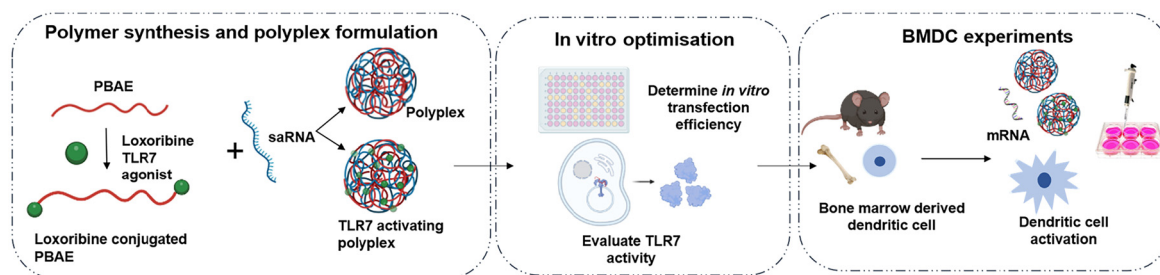 Polymer synthesis and polyplex formulation
PBAE
Loxoribine
TLR7
agonist
Loxoribine conjugated
PBAE
+
saRNA
Polyplex
TLR7 activating
polyplex
In vitro optimisation
Determine in vitro
transfection
efficiency
Evaluate TLR7
activity
BMDC experiments
Bone marrow derived
dendritic cell
mRNA
Dendritic cell
activation